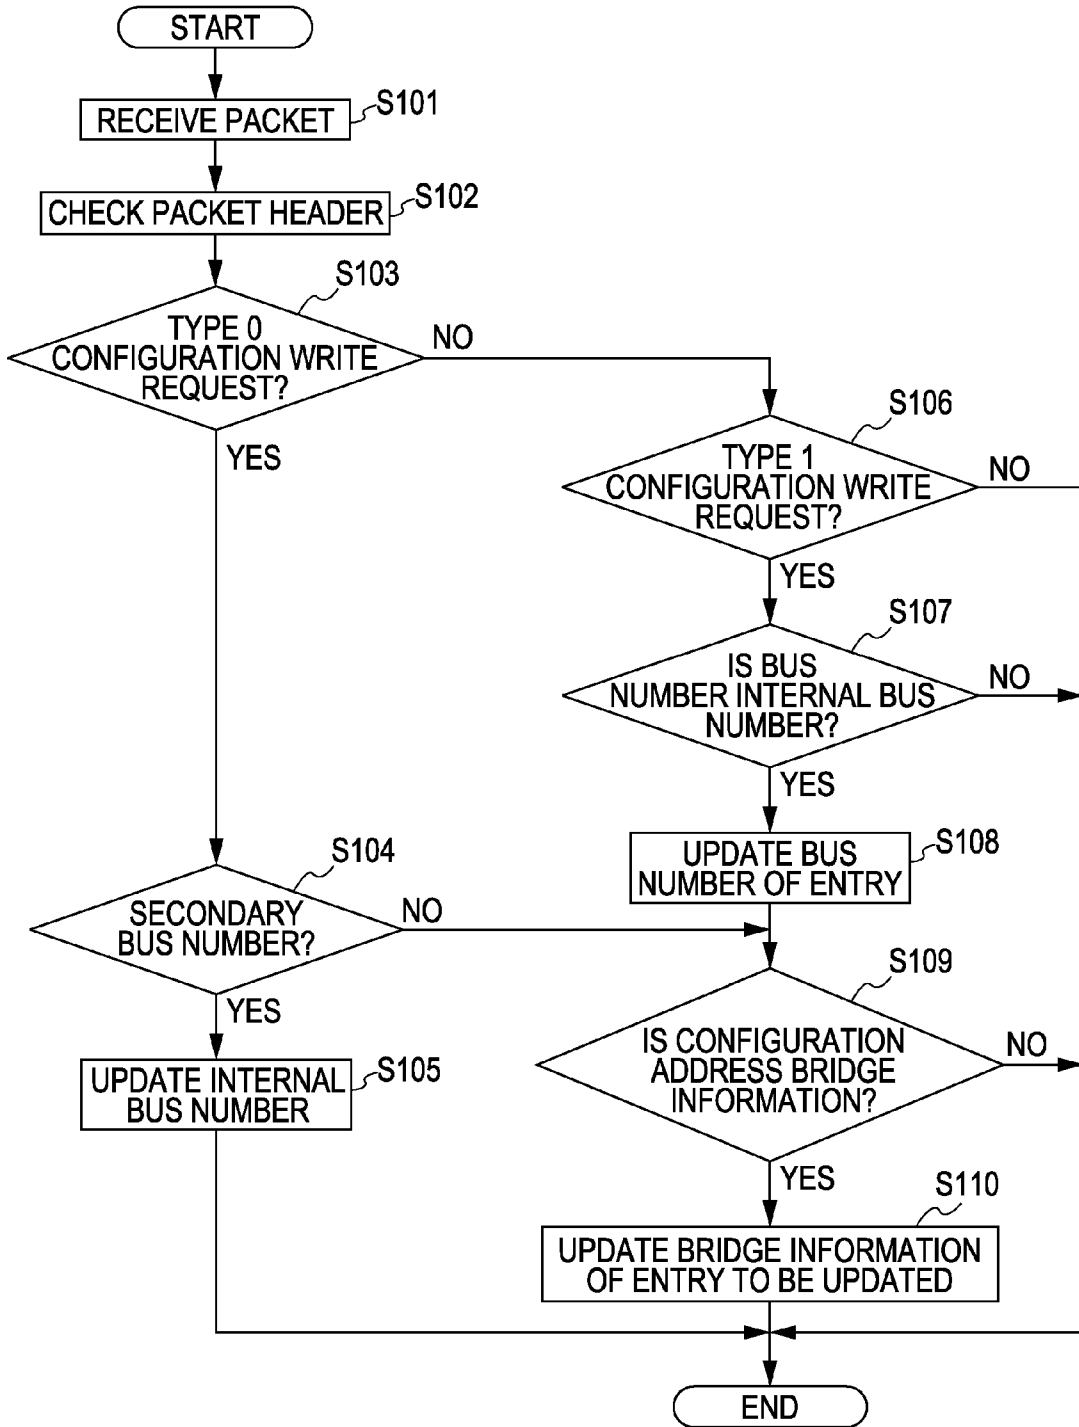 START
RECEIVE PACKET
S101
CHECK PACKET HEADER
S102
S103
TYPE 0
CONFIGURATION WRITE
REQUEST?
NO
YES
S106
TYPE 1
CONFIGURATION WRITE
REQUEST?
NO
YES
S107
IS BUS
NUMBER INTERNAL BUS
NUMBER?
NO
YES
S108
UPDATE BUS
NUMBER OF ENTRY
S104
SECONDARY
BUS NUMBER?
NO
YES
UPDATE INTERNAL
BUS NUMBER
S105
S109
IS CONFIGURATION
ADDRESS BRIDGE
INFORMATION?
NO
YES
S110
UPDATE BRIDGE INFORMATION
OF ENTRY TO BE UPDATED
END